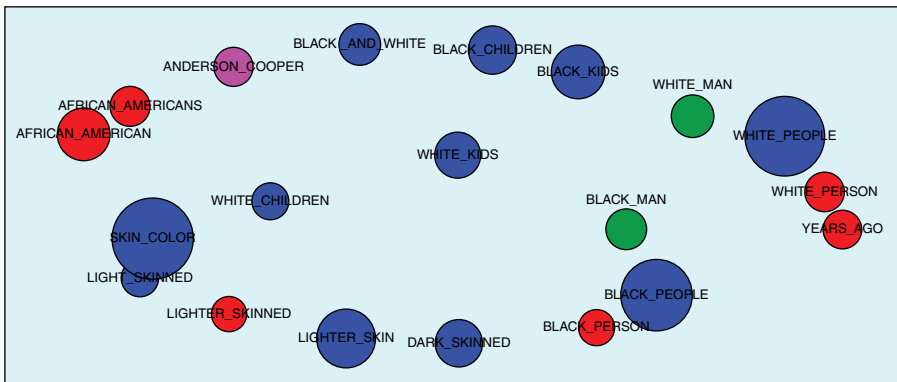 BLACK_AND_WHITE
BLACK_CHILDREN
ANDERSON_COOPER
BLACK_KIDS
WHITE_MAN
AFRICAN_AMERICANS
AFRICAN_AMERICAN
WHITE_PEOPLE
WHITE_KIDS
WHITE_PERSON
WHITE_CHILDREN
BLACK_MAN
YEARS_AGO
SKIN_COLOR
LIGHT_SKINNED
BLACK_PEOPLE
LIGHTER_SKINNED
BLACK_PERSON
LIGHTER_SKIN
DARK_SKINNED